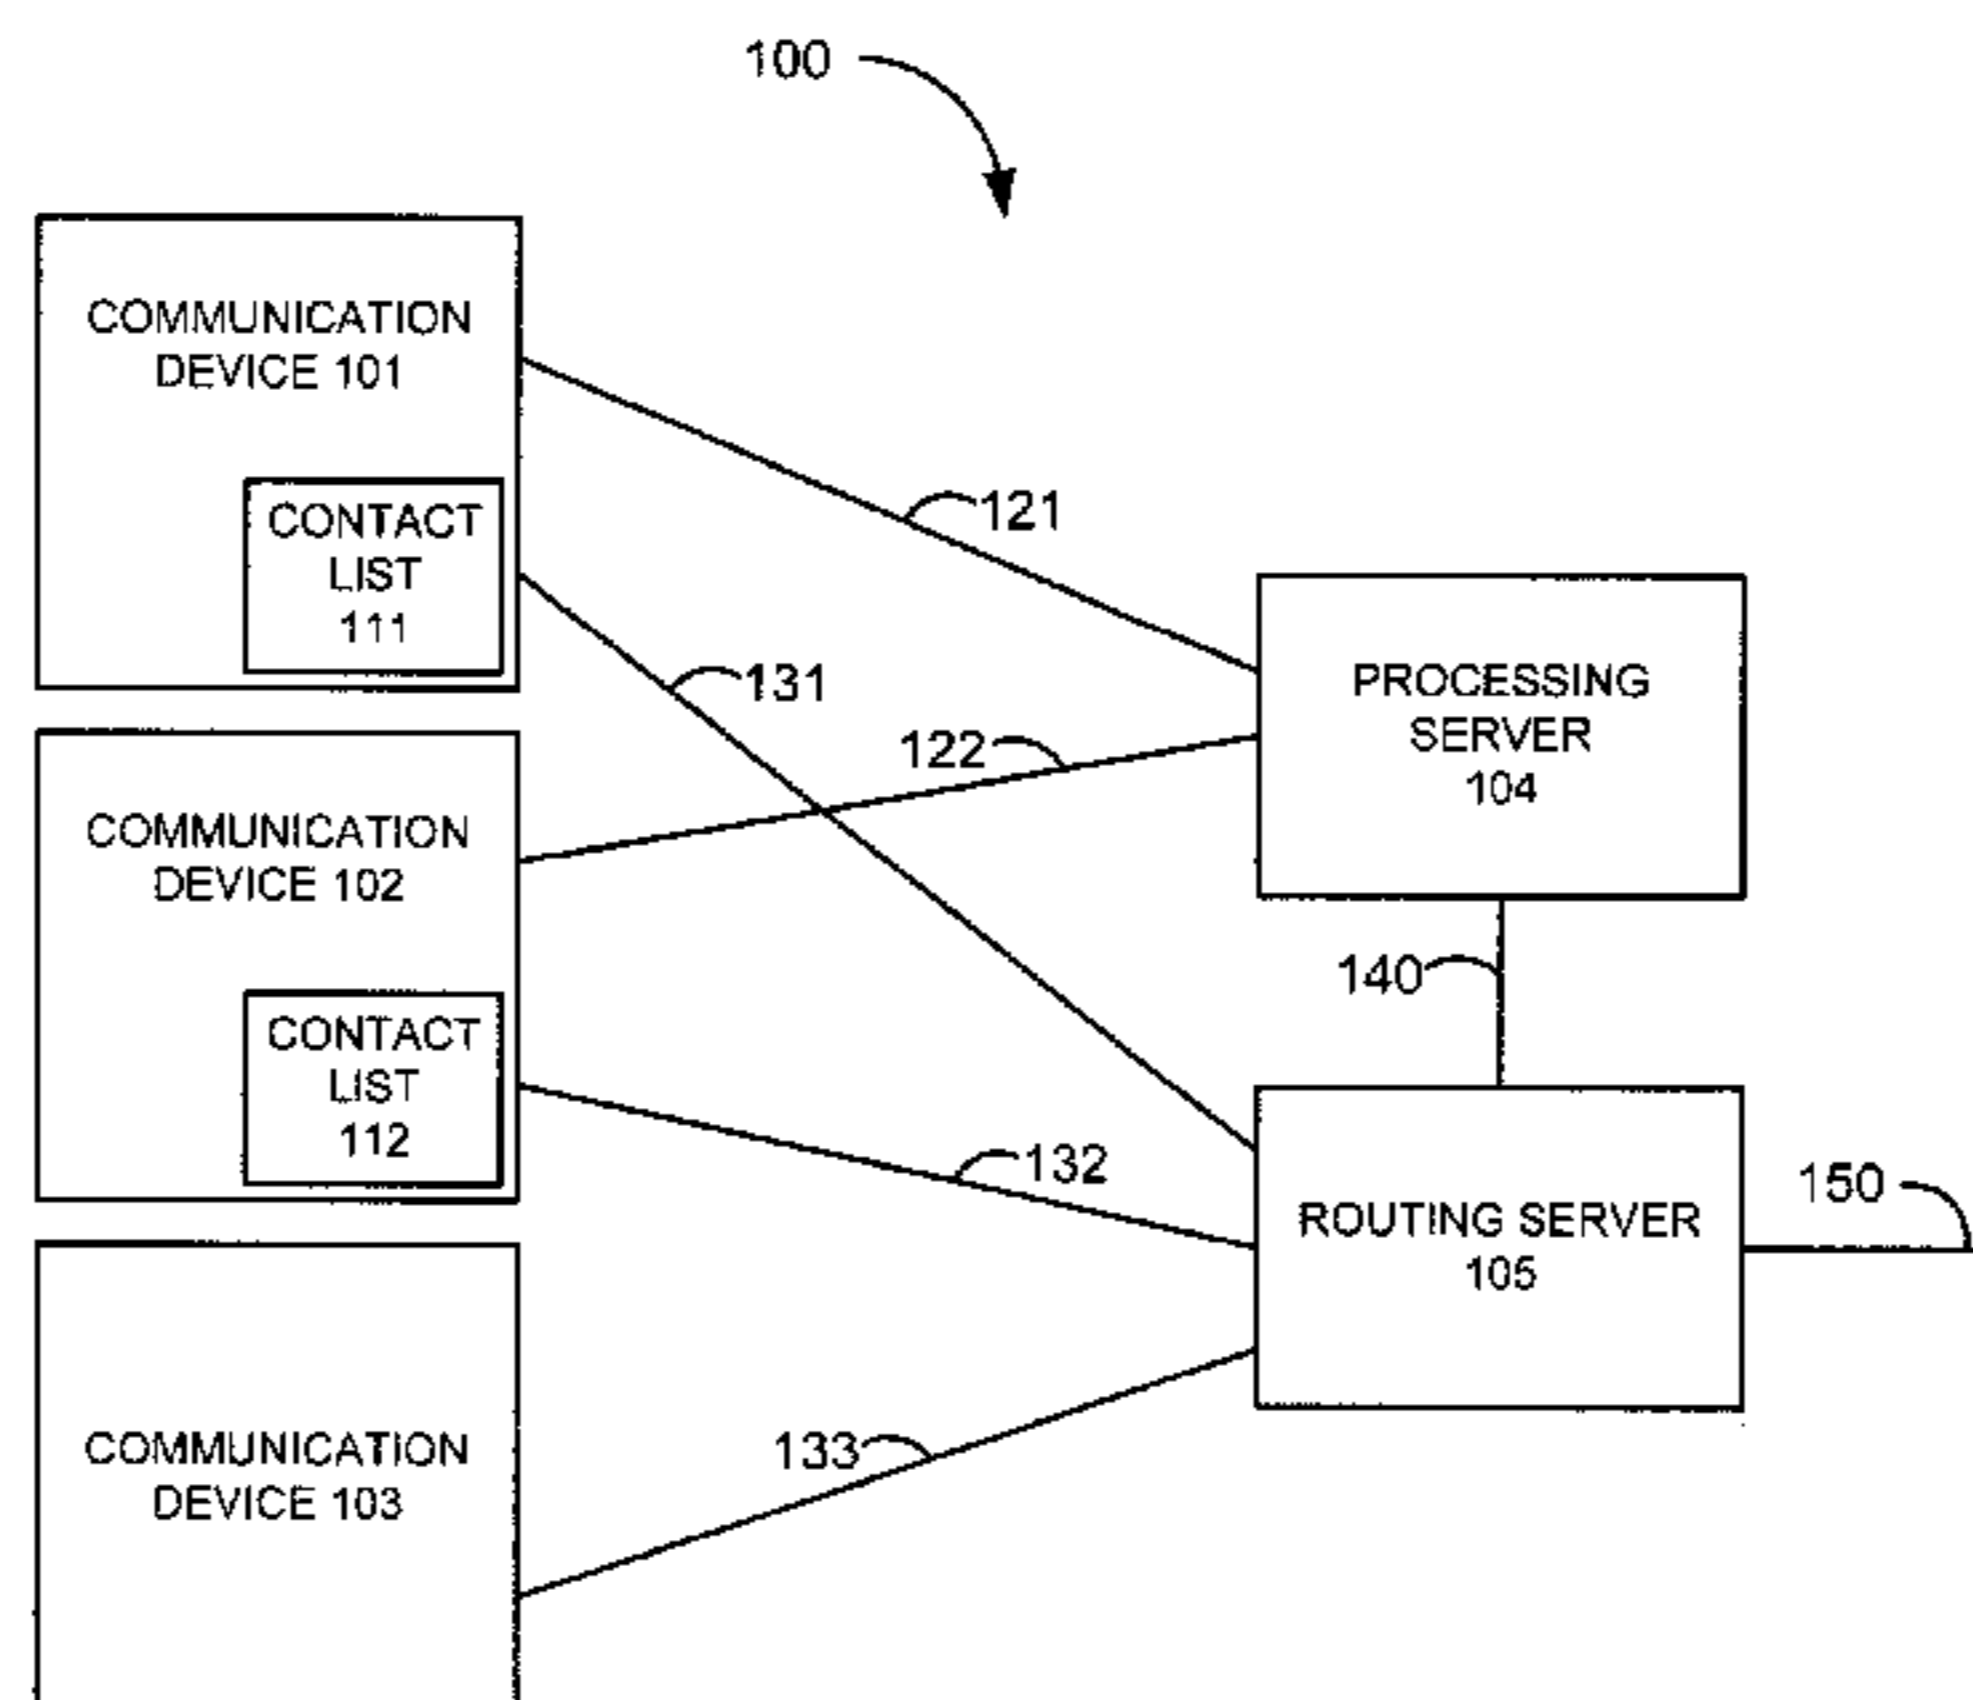 100
COMMUNICATION
DEVICE 101
CONTACT
LIST
111
121
131
PROCESSING
SERVER
104
122
COMMUNICATION
DEVICE 102
CONTACT
LIST
112
140
132
150
ROUTING SERVER
105
133
COMMUNICATION
DEVICE 103